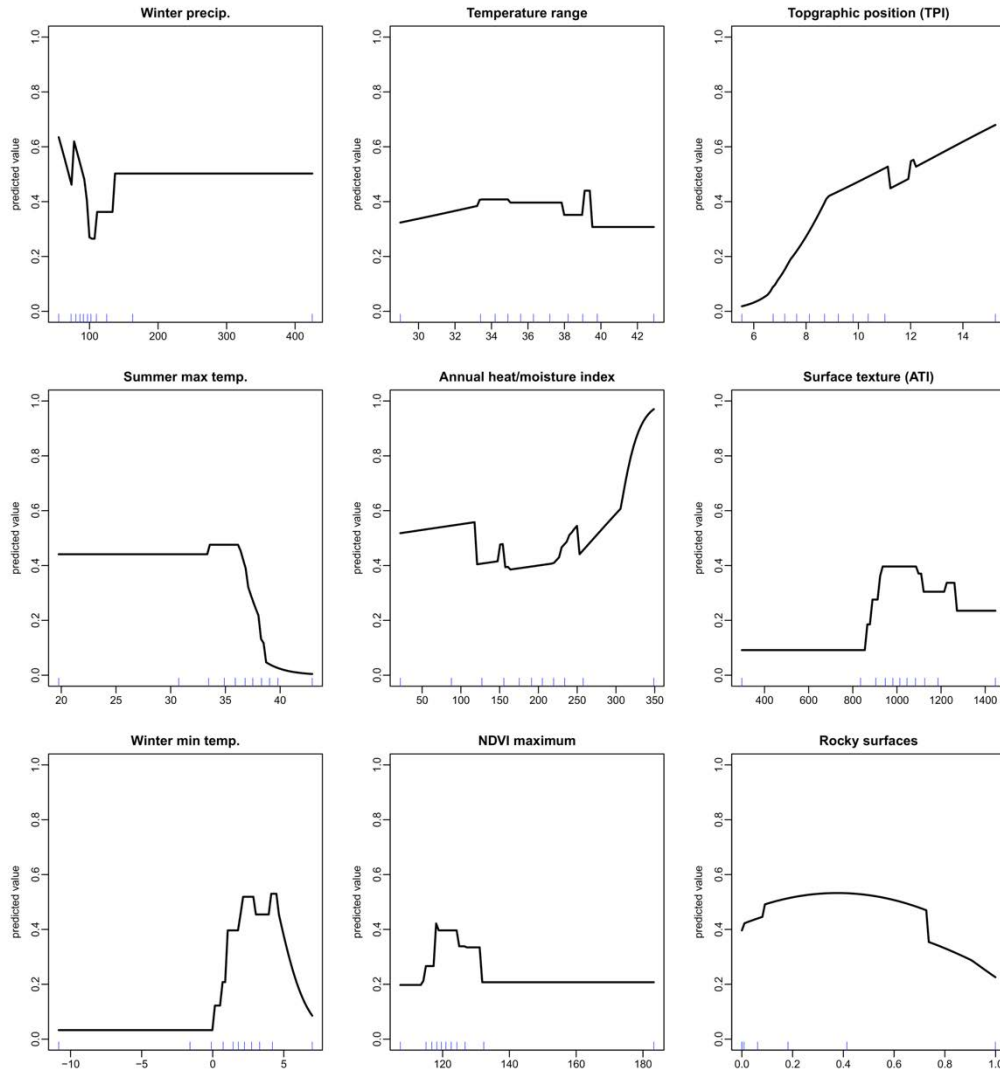 Winter precip.
predicted value
0.0 0.2 0.4 0.6 0.8 1.0
100 200 300 400
Temperature range
predicted value
0.0 0.2 0.4 0.6 0.8 1.0
30 32 34 36 38 40 42
Topgraphic position (TPI)
predicted value
0.0 0.2 0.4 0.6 0.8 1.0
6 8 10 12 14
Summer max temp.
predicted value
0.0 0.2 0.4 0.6 0.8 1.0
20 25 30 35 40
Annual heat/moisture index
predicted value
0.0 0.2 0.4 0.6 0.8 1.0
50 100 150 200 250 300 350
Surface texture (ATI)
predicted value
0.0 0.2 0.4 0.6 0.8 1.0
400 600 800 1000 1200 1400
Winter min temp.
predicted value
0.0 0.2 0.4 0.6 0.8 1.0
−10 −5 0 5
NDVI maximum
predicted value
0.0 0.2 0.4 0.6 0.8 1.0
120 140 160 180
Rocky surfaces
predicted value
0.0 0.2 0.4 0.6 0.8 1.0
0.0 0.2 0.4 0.6 0.8 1.0